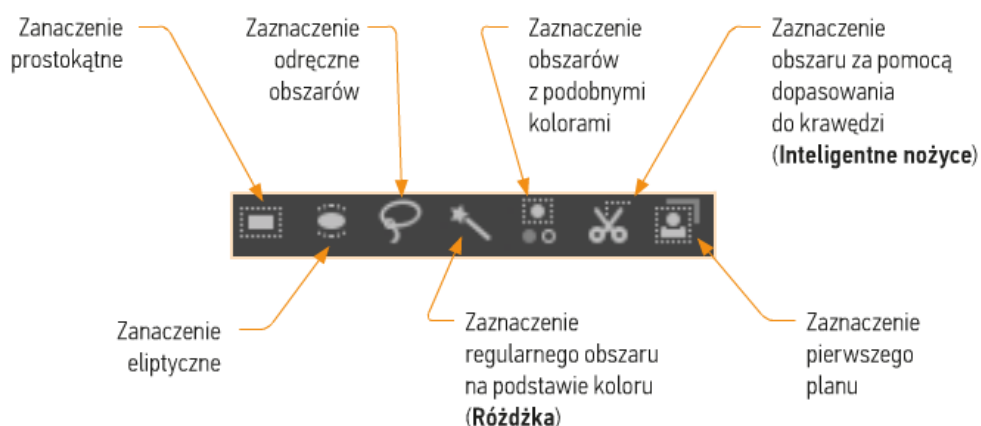 Zanaczenie
prostokątne
Zaznaczenie
odręczne
obszarów
Zaznaczenie
obszarów
z podobnymi
kolorami
Zaznaczenie
obszaru za pomocą
dopasowania
do krawędzi
(Inteligentne nożyce)
Zanaczenie
eliptyczne
Zaznaczenie
regularnego obszaru
na podstawie koloru
(Różdżka)
Zaznaczenie
pierwszego
planu